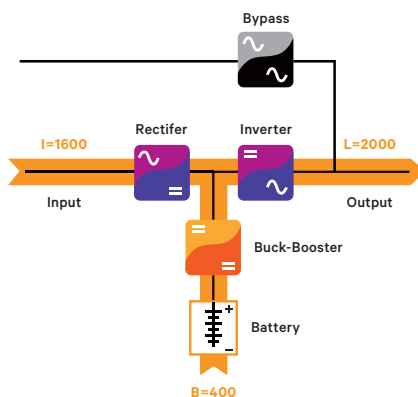 Bypass
I=1600
Rectifer
Inverter
L=2000
Input
Output
Buck-Booster
Battery
+
−
B=400